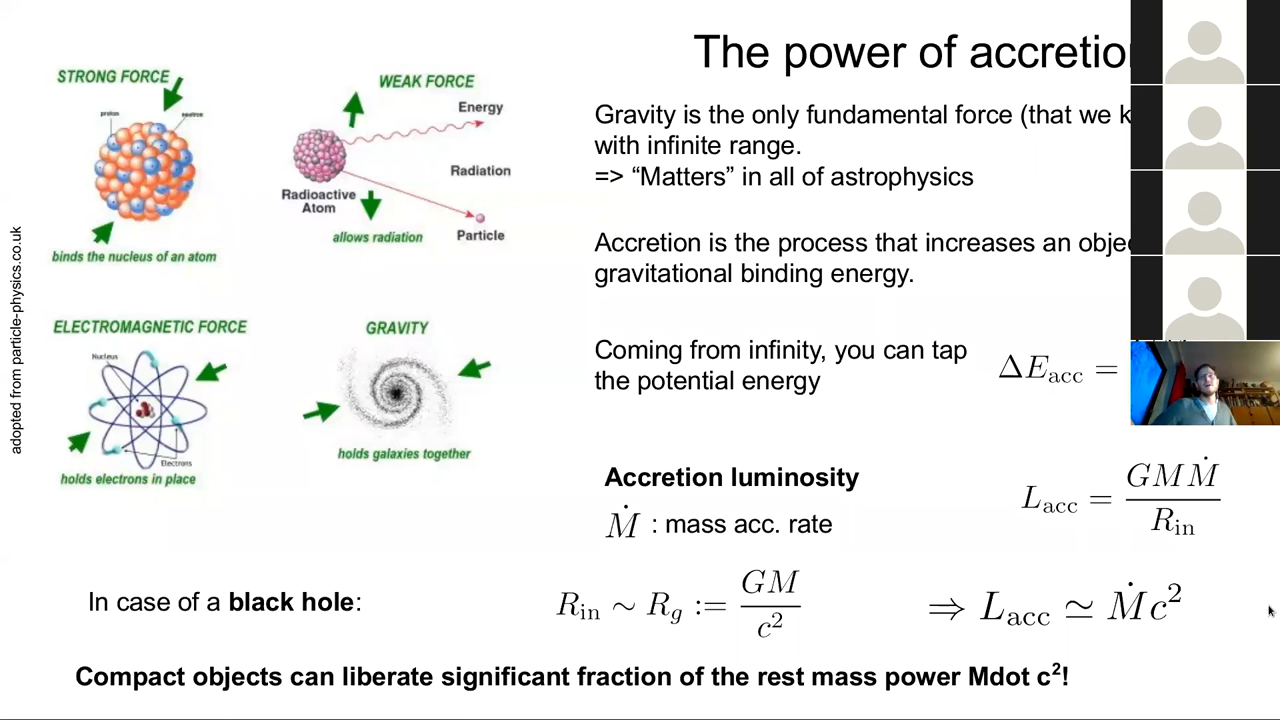 The power of accretion
STRONG FORCE
proton
neutron
binds the nucleus of an atom
WEAK FORCE
Energy
Radiation
Radioactive
Atom
Particle
allows radiation
ELECTROMAGNETIC FORCE
Nucleus
Electrons
holds electrons in place
GRAVITY
holds galaxies together
adopted from particle-physics.co.uk
Gravity is the only fundamental force (that we k
with infinite range.
=> “Matters” in all of astrophysics
Accretion is the process that increases an objec
gravitational binding energy.
Coming from infinity, you can tap
the potential energy
ΔE_acc =
Accretion luminosity
Ṁ : mass acc. rate
L_acc = GMṀ / R_in
In case of a black hole:
R_in ∼ R_g := GM / c²
⇒ L_acc ≃ Ṁc²
Compact objects can liberate significant fraction of the rest mass power Mdot c²!